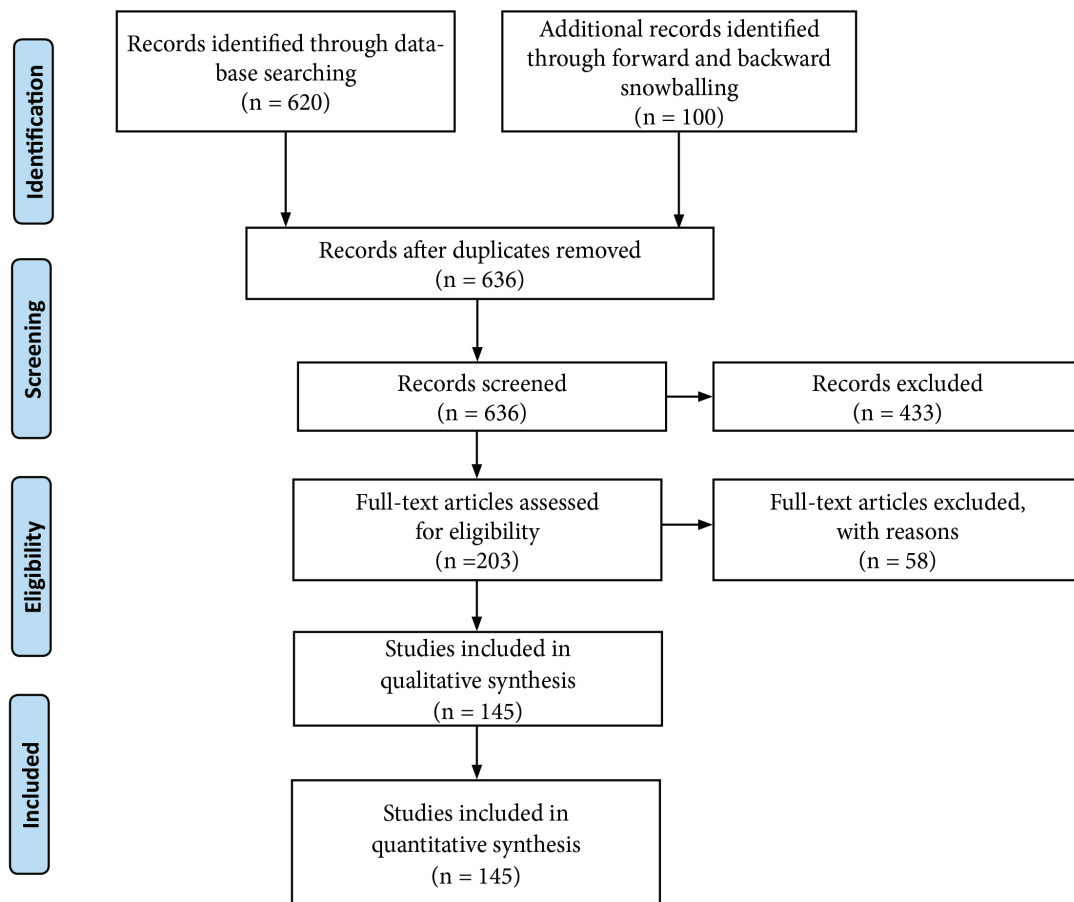 Identification
Records identified through data-
base searching
(n = 620)
Additional records identified
through forward and backward
snowballing
(n = 100)
Records after duplicates removed
(n = 636)
Screening
Records screened
(n = 636)
Records excluded
(n = 433)
Eligibility
Full-text articles assessed
for eligibility
(n =203)
Full-text articles excluded,
with reasons
(n = 58)
Studies included in
qualitative synthesis
(n = 145)
Included
Studies included in
quantitative synthesis
(n = 145)